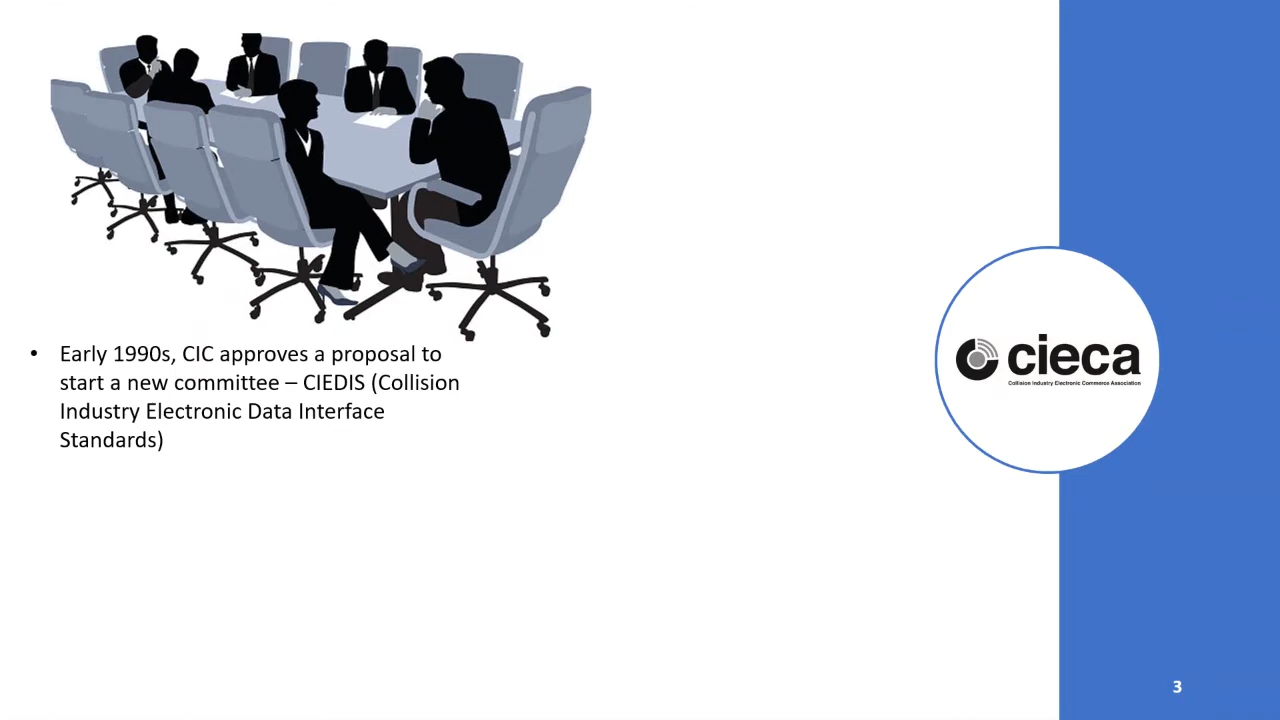 • Early 1990s, CIC approves a proposal to
start a new committee – CIEDIS (Collision
Industry Electronic Data Interface
Standards)
cieca
Collision Industry Electronic Commerce Association
3